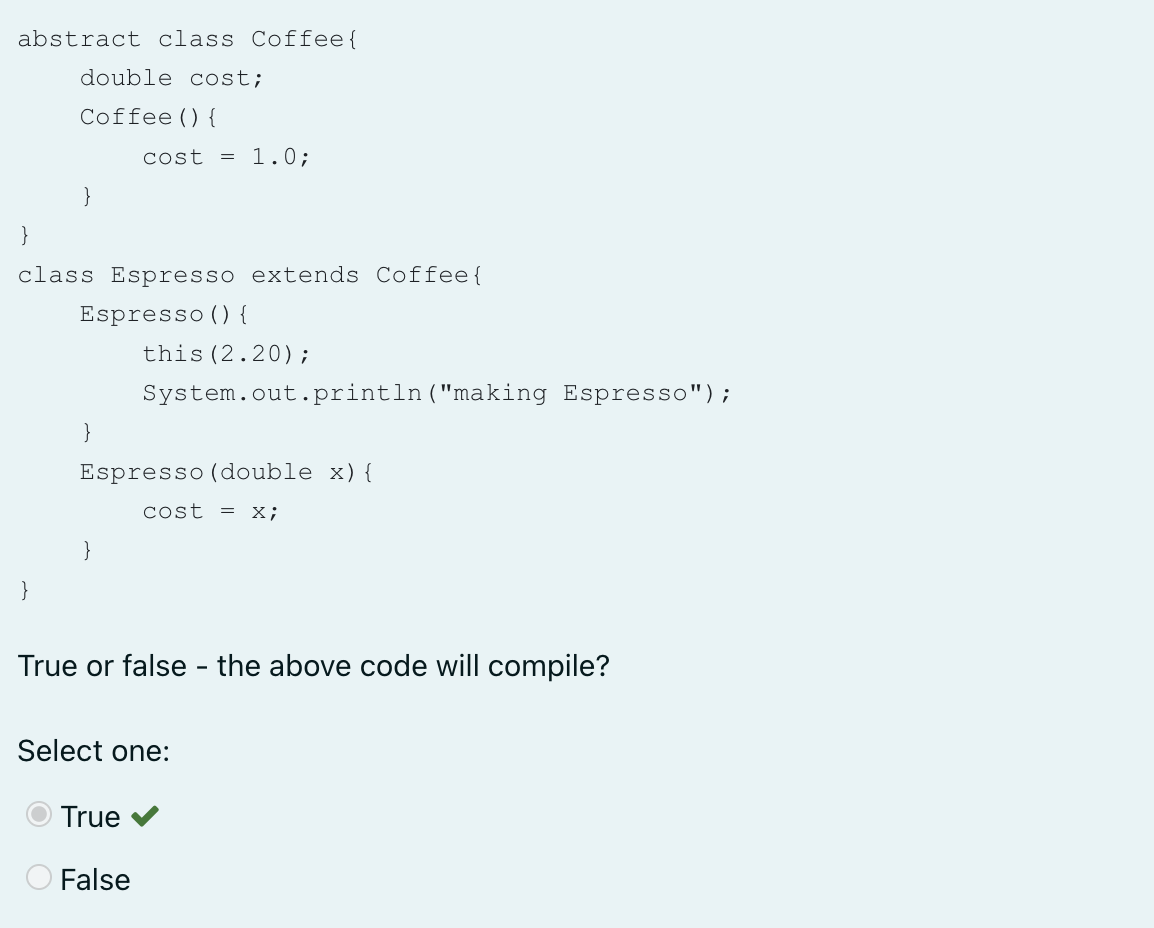 abstract class Coffee{
    double cost;
    Coffee(){
        cost = 1.0;
    }
}
class Espresso extends Coffee{
    Espresso(){
        this(2.20);
        System.out.println("making Espresso");
    }
    Espresso(double x){
        cost = x;
    }
}
True or false - the above code will compile?
Select one:
True
False